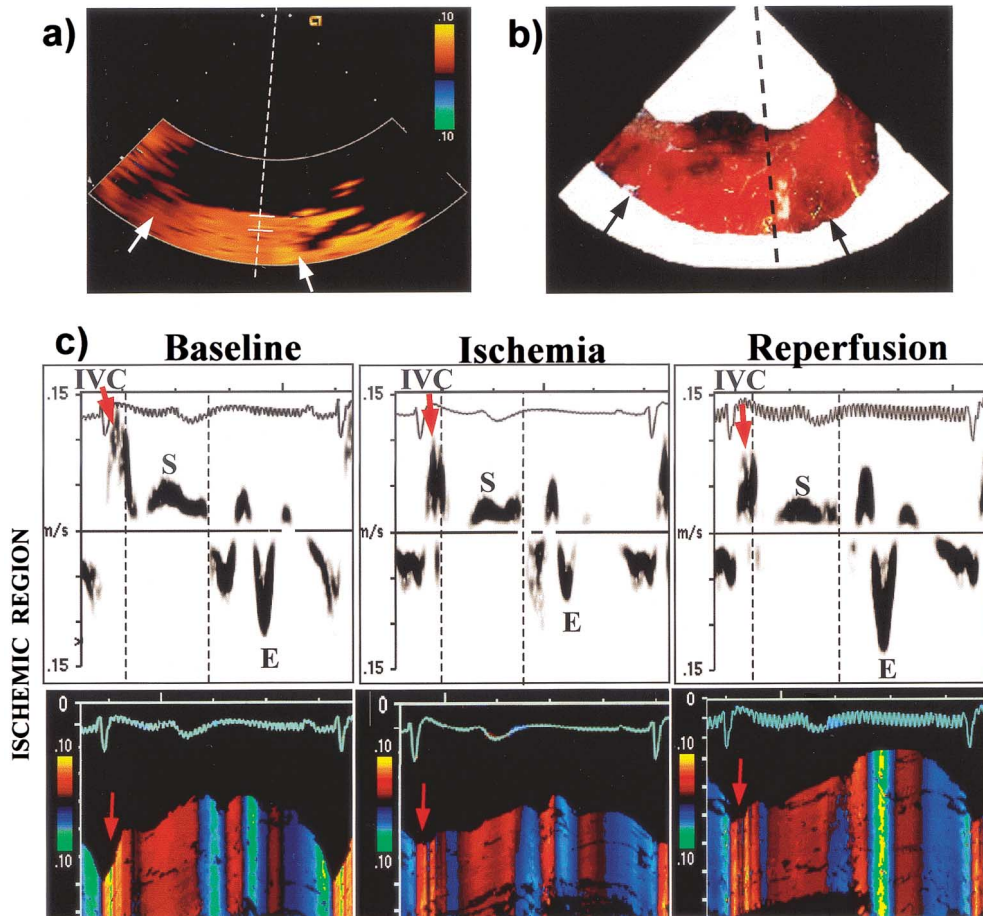 a)
.10
.10
b)
c)
Baseline
Ischemia
Reperfusion
IVC
IVC
IVC
.15
.15
.15
S
S
S
m/s
m/s
m/s
E
E
E
.15
.15
.15
ISCHEMIC REGION
0
0
0
.10
.10
.10
.10
.10
.10